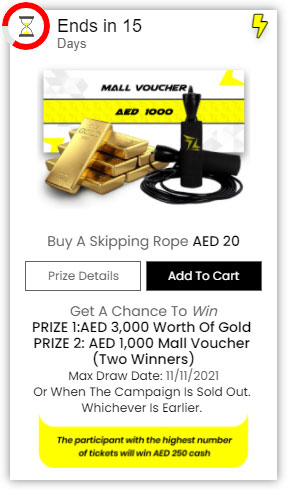 Ends in 15
Days
MALL VOUCHER
AED 1000
Buy A Skipping Rope AED 20
Prize Details
Add To Cart
Get A Chance To Win
PRIZE 1:AED 3,000 Worth Of Gold
PRIZE 2: AED 1,000 Mall Voucher
(Two Winners)
Max Draw Date: 11/11/2021
Or When The Campaign Is Sold Out.
Whichever Is Earlier.
The participant with the highest number
of tickets will win AED 250 cash